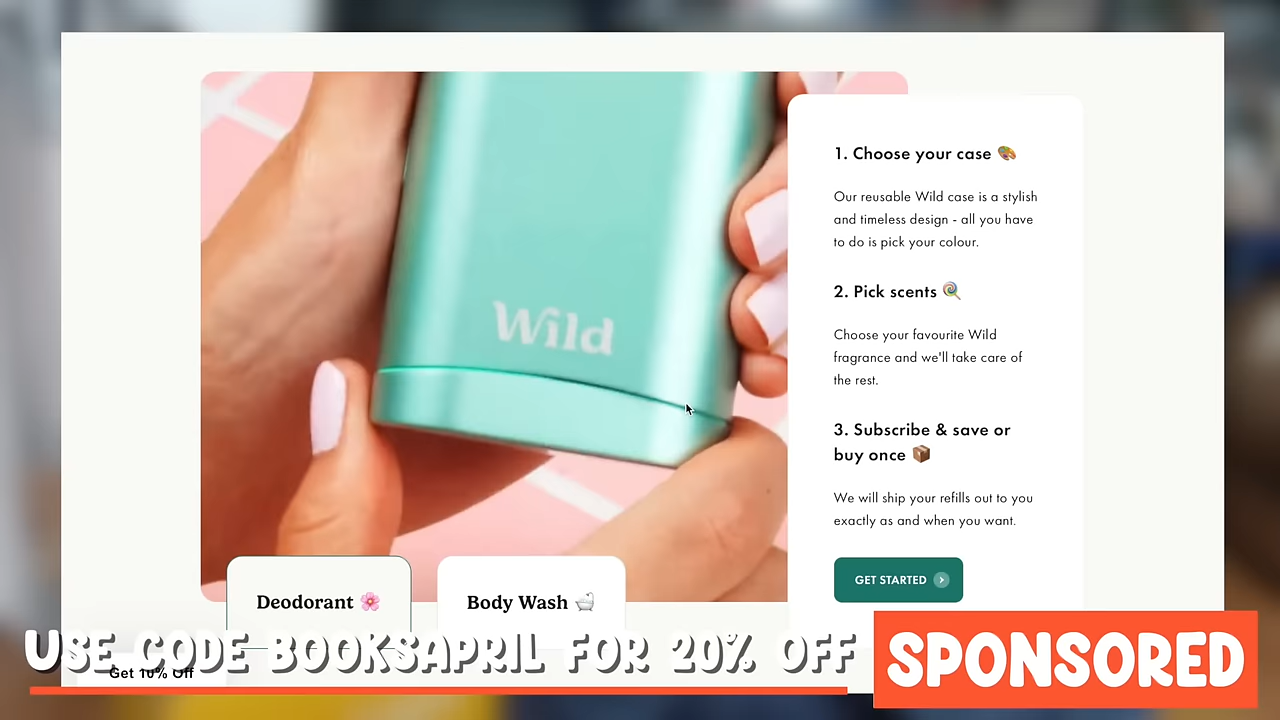 Wild
1. Choose your case 🎨
Our reusable Wild case is a stylish
and timeless design - all you have
to do is pick your colour.
2. Pick scents 🍭
Choose your favourite Wild
fragrance and we'll take care of
the rest.
3. Subscribe & save or
buy once 📦
We will ship your refills out to you
exactly as and when you want.
GET STARTED
Deodorant 🌸
Body Wash 🛁
Get 10% Off
USE CODE BOOKSAPRIL FOR 20% OFF
SPONSORED